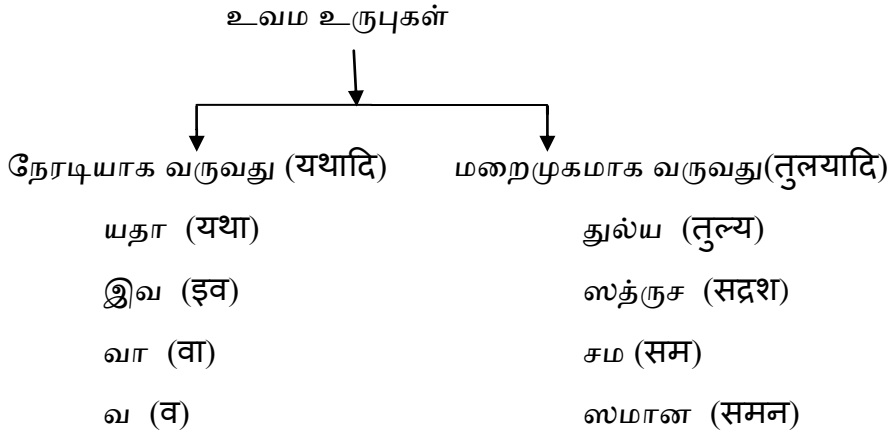 உவம உருபுகள்
நேரடியாக வருவது (यथादि) மறைமுகமாக வருவது(तुलयादि)
யதா (यथा) துல்ய (तुल्य)
இவ (इव) ஸத்ருச (सद्रश)
வா (वा) சம (सम)
வ (व) ஸமான (समन)